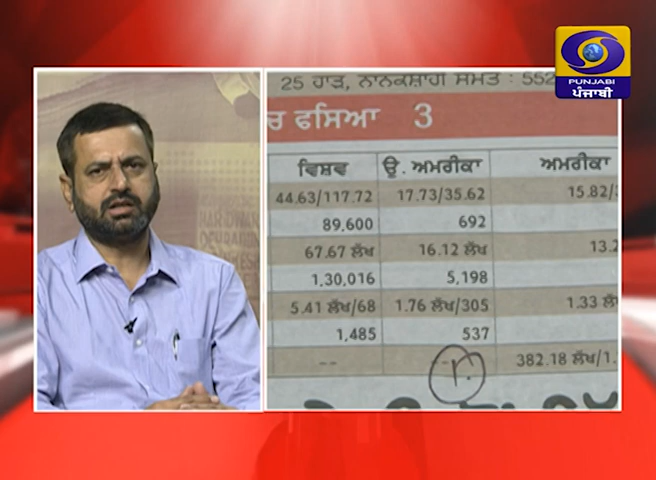 PUNJABI
ਪੰਜਾਬੀ
25 ਹਾੜ, ਨਾਨਕਸ਼ਾਹੀ ਸੰਮਤ : 552
ਚ ਫਸਿਆ 3
ਵਿਸ਼ਵ ਉ. ਅਮਰੀਕਾ ਅਮਰੀਕਾ
44.63/117.72 17.73/35.62 15.82/
89,600 692
67.67 ਲੱਖ 16.12 ਲੱਖ 13.2
1,30,016 5,198
5.41 ਲੱਖ/68 1.76 ਲੱਖ/305 1.33 ਲੱਖ
1,485 537
-- -- 382.18 ਲੱਖ/1.